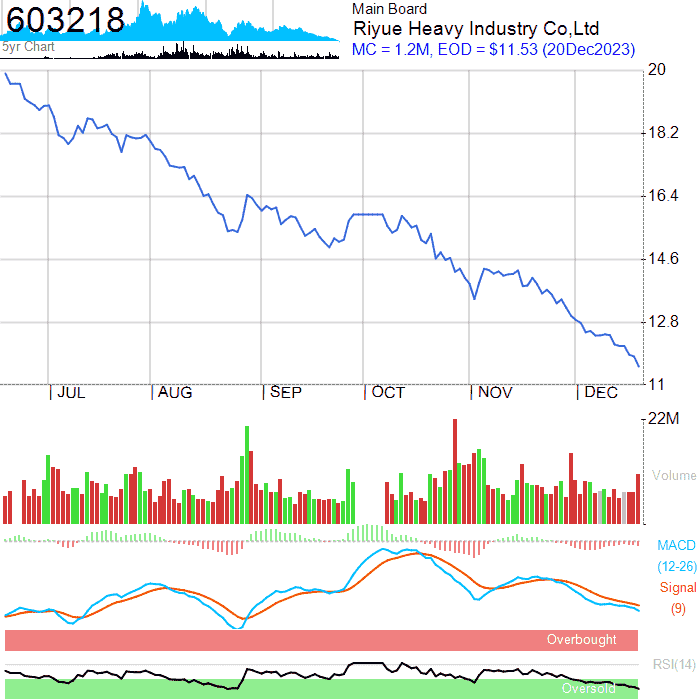 603218
5yr Chart
Main Board
Riyue Heavy Industry Co,Ltd
MC = 1.2M, EOD = $11.53 (20Dec2023)
20
18.2
16.4
14.6
12.8
11
JUL
AUG
SEP
OCT
NOV
DEC
22M
Volume
MACD
(12-26)
Signal
(9)
Overbought
RSI(14)
Oversold